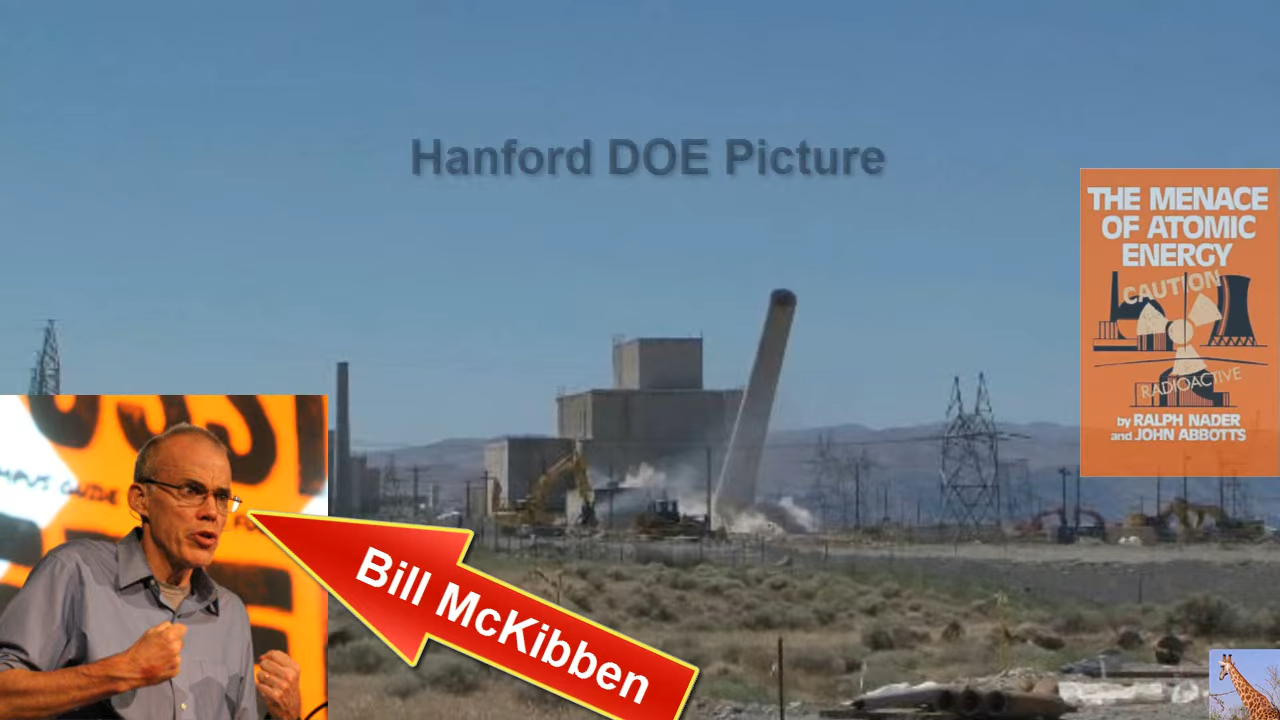 Hanford DOE Picture
THE MENACE
OF ATOMIC
ENERGY
CAUTION
RADIOACTIVE
by RALPH NADER
and JOHN ABBOTTS
Bill McKibben